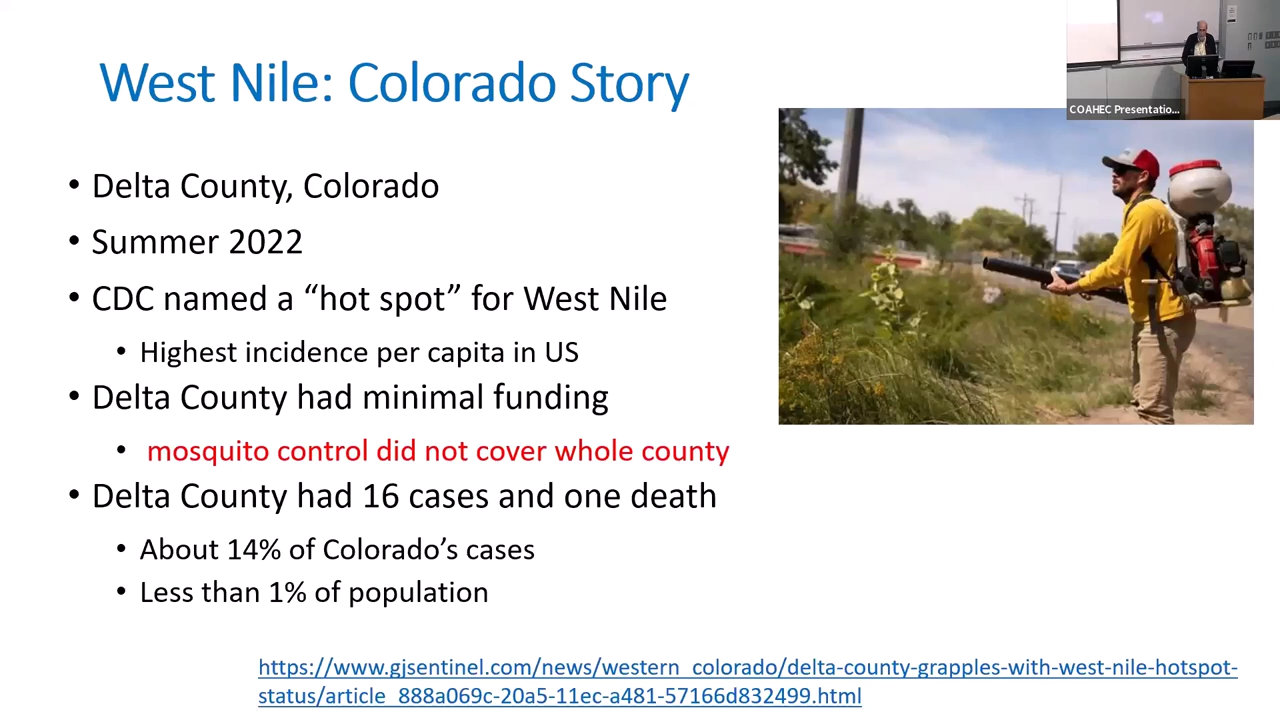 COAHEC Presentatio...
West Nile: Colorado Story
• Delta County, Colorado
• Summer 2022
• CDC named a “hot spot” for West Nile
• Highest incidence per capita in US
• Delta County had minimal funding
• mosquito control did not cover whole county
• Delta County had 16 cases and one death
• About 14% of Colorado’s cases
• Less than 1% of population
https://www.gjsentinel.com/news/western_colorado/delta-county-grapples-with-west-nile-hotspot-
status/article_888a069c-20a5-11ec-a481-57166d832499.html